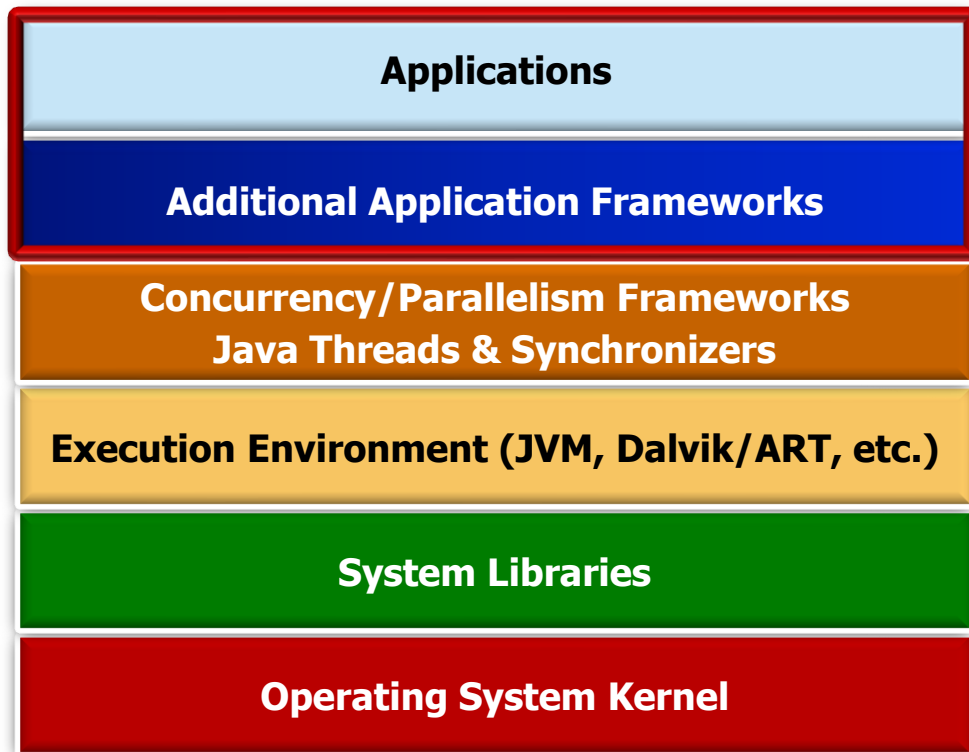 Applications
Additional Application Frameworks
Concurrency/Parallelism Frameworks
Java Threads & Synchronizers
Execution Environment (JVM, Dalvik/ART, etc.)
System Libraries
Operating System Kernel